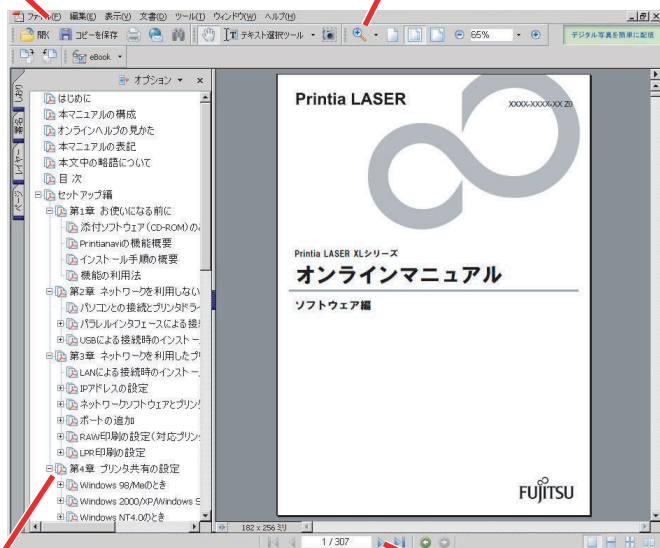 ファイル(F) 編集(E) 表示(V) 文書(D) ツール(T) ウィンドウ(W) ヘルプ(H)
開く コピーを保存 テキスト選択ツール 65% デジタル写真を簡単に配信
eBook
オプション ×
はじめに
本マニュアルの構成
オンラインヘルプの見かた
本マニュアルの表記
本文中の略語について
目 次
セットアップ編
第1章 お使いになる前に
添付ソフトウェア(CD-ROM)の
Printianaviの機能概要
インストール手順の概要
機能の利用法
第2章 ネットワークを利用しない
パソコンとの接続とプリンタドラ
パラレルインタフェースによる接
USBによる接続時のインストー
第3章 ネットワークを利用したプ
LANによる接続時のインストー
IPアドレスの設定
ネットワークソフトウェアとプリン
ポートの追加
RAW印刷の設定(対応プリン
LPR印刷の設定
第4章 プリンタ共有の設定
Windows 98/Meのとき
Windows 2000/XP/Windows S
Windows NT4.0のとき
Printia LASER
XXXX-XXXX-XX Z0
Printia LASER XLシリーズ
オンラインマニュアル
ソフトウェア編
FUJITSU
182 x 256 ミリ
1 / 307